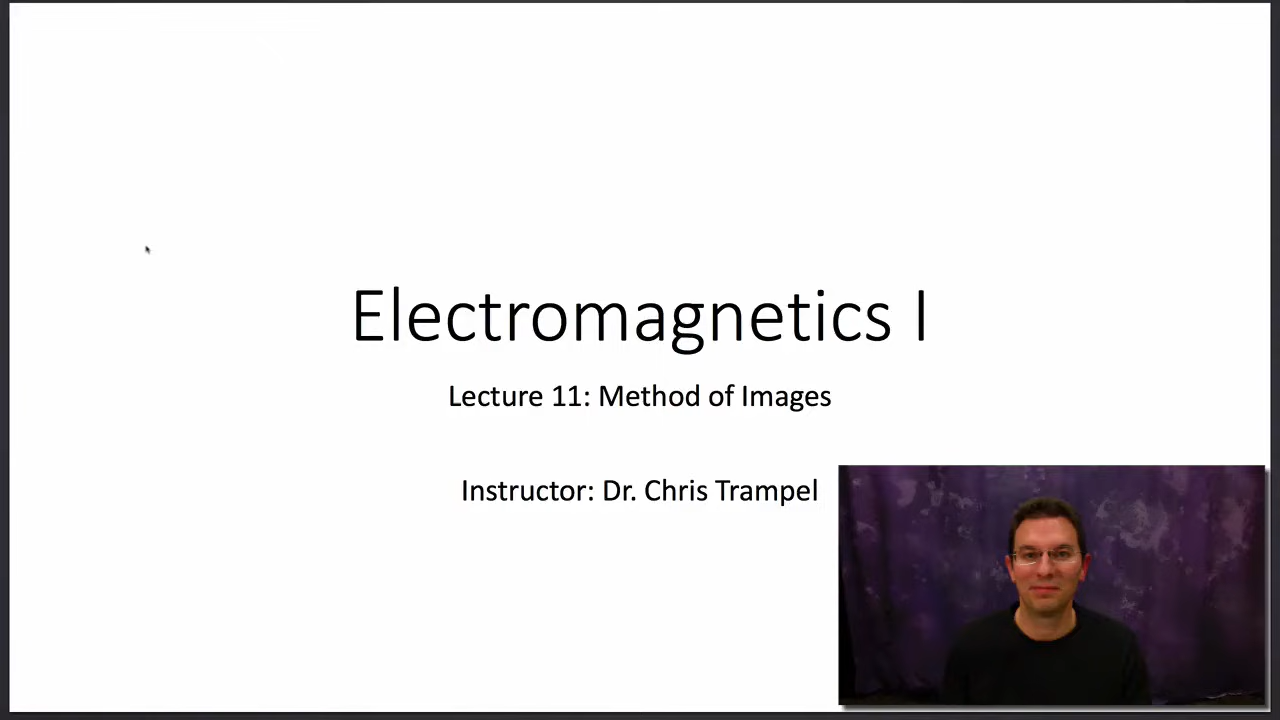 Electromagnetics I
Lecture 11: Method of Images
Instructor: Dr. Chris Trampel